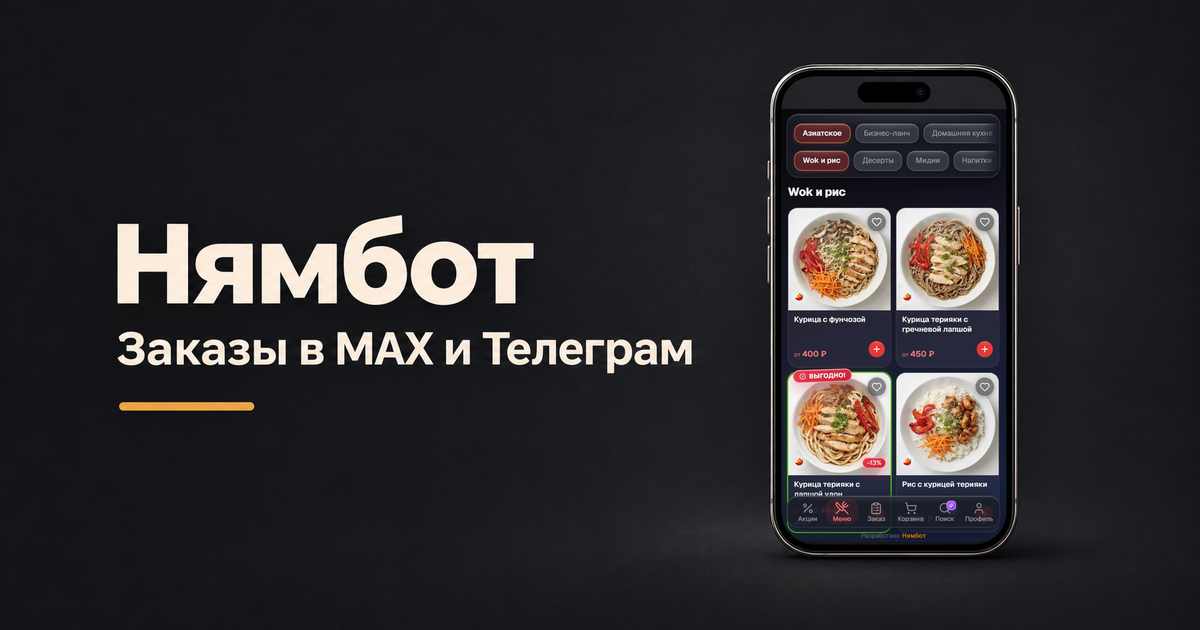 Нямбот
Заказы в MAX и Телеграм
Азиатское
Бизнес-ланч
Домашняя кухня
Wok и рис
Десерты
Мидии
Напитки
Wok и рис
Курица с фунчозой
от 400 ₽
Курица терияки с
гречневой лапшой
от 450 ₽
ВЫГОДНО!
-13%
Курица терияки с
лапшой удон
Рис с курицей терияки
Акции
Меню
Заказ
Корзина
Поиск
Профиль
Разработано Нямбот